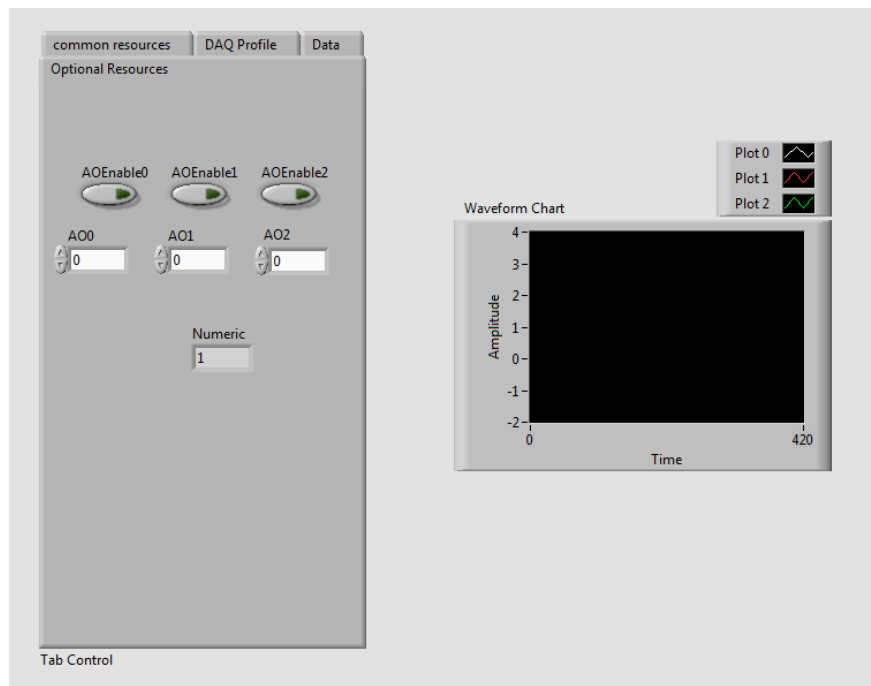 common resources DAQ Profile Data
Optional Resources
AOEnable0 AOEnable1 AOEnable2
AO0 AO1 AO2
0 0 0
Numeric
1
Tab Control
Plot 0
Plot 1
Plot 2
Waveform Chart
Amplitude
4
3
2
1
0
-1
-2
0 420
Time